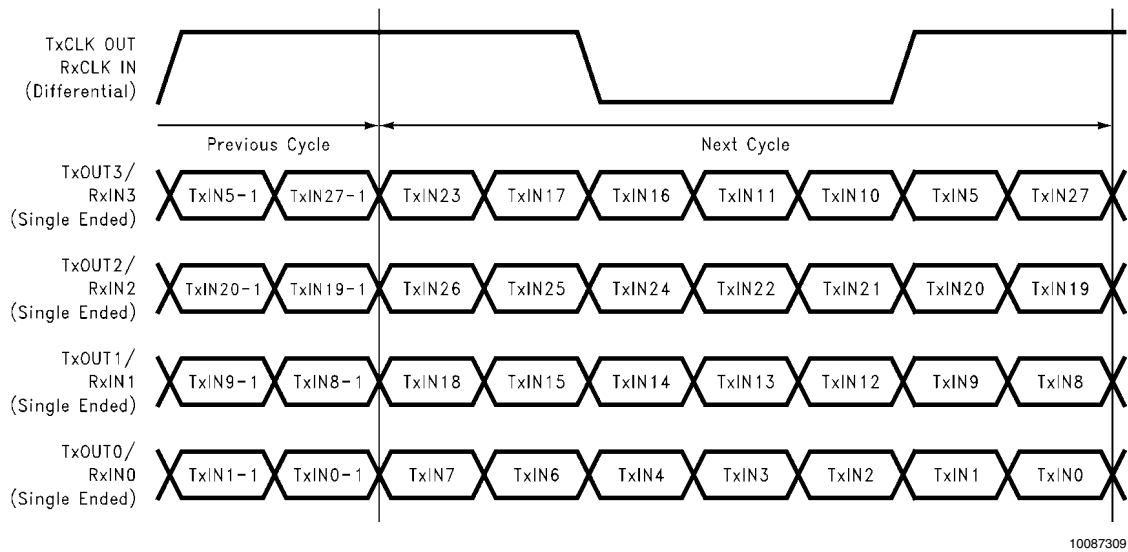 TxCLK OUT
RxCLK IN
(Differential)
Previous Cycle
Next Cycle
TxOUT3/
RxIN3
(Single Ended)
TxIN5-1 TxIN27-1 TxIN23 TxIN17 TxIN16 TxIN11 TxIN10 TxIN5 TxIN27
TxOUT2/
RxIN2
(Single Ended)
TxIN20-1 TxIN19-1 TxIN26 TxIN25 TxIN24 TxIN22 TxIN21 TxIN20 TxIN19
TxOUT1/
RxIN1
(Single Ended)
TxIN9-1 TxIN8-1 TxIN18 TxIN15 TxIN14 TxIN13 TxIN12 TxIN9 TxIN8
TxOUT0/
RxIN0
(Single Ended)
TxIN1-1 TxIN0-1 TxIN7 TxIN6 TxIN4 TxIN3 TxIN2 TxIN1 TxIN0
10087309